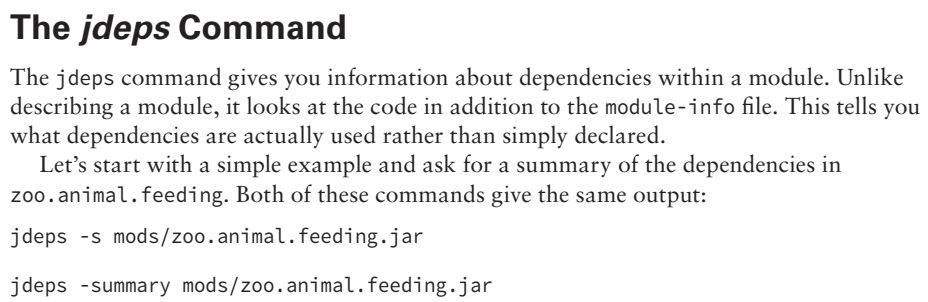 The jdeps Command
The jdeps command gives you information about dependencies within a module. Unlike
describing a module, it looks at the code in addition to the module-info file. This tells you
what dependencies are actually used rather than simply declared.
Let's start with a simple example and ask for a summary of the dependencies in
zoo.animal.feeding. Both of these commands give the same output:
jdeps -s mods/zoo.animal.feeding.jar
jdeps -summary mods/zoo.animal.feeding.jar